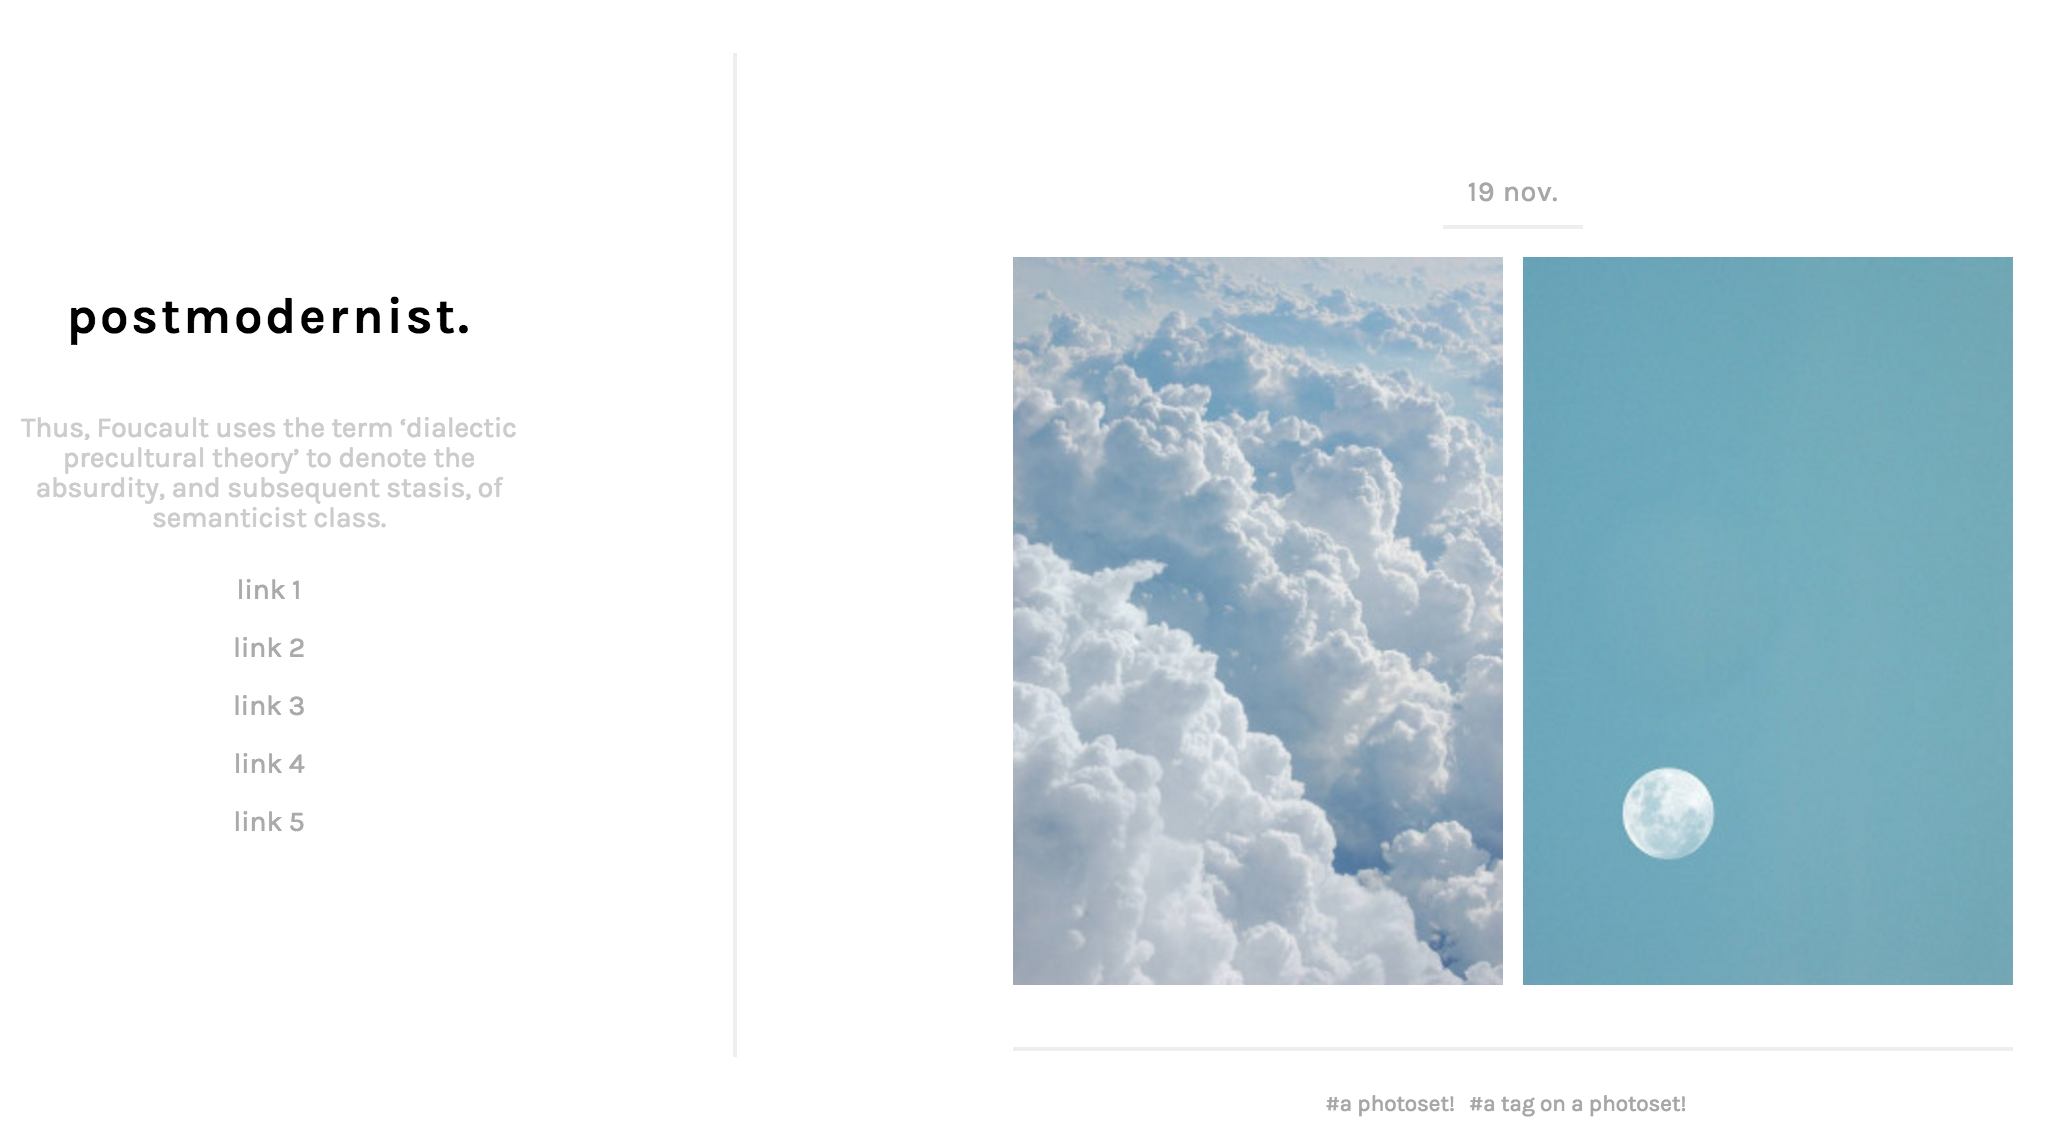 postmodernist.
Thus, Foucault uses the term ‘dialectic
precultural theory’ to denote the
absurdity, and subsequent stasis, of
semanticist class.
link 1
link 2
link 3
link 4
link 5
19 nov.
#a photoset! #a tag on a photoset!